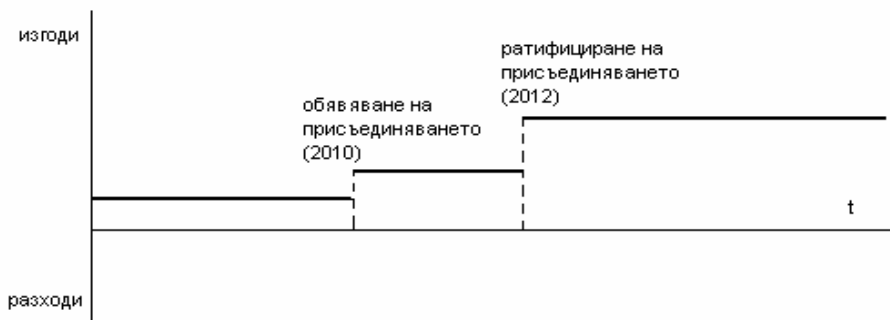 изгоди
ратифициране на
присъединяването
(2012)
обявяване на
присъединяването
(2010)
t
разходи